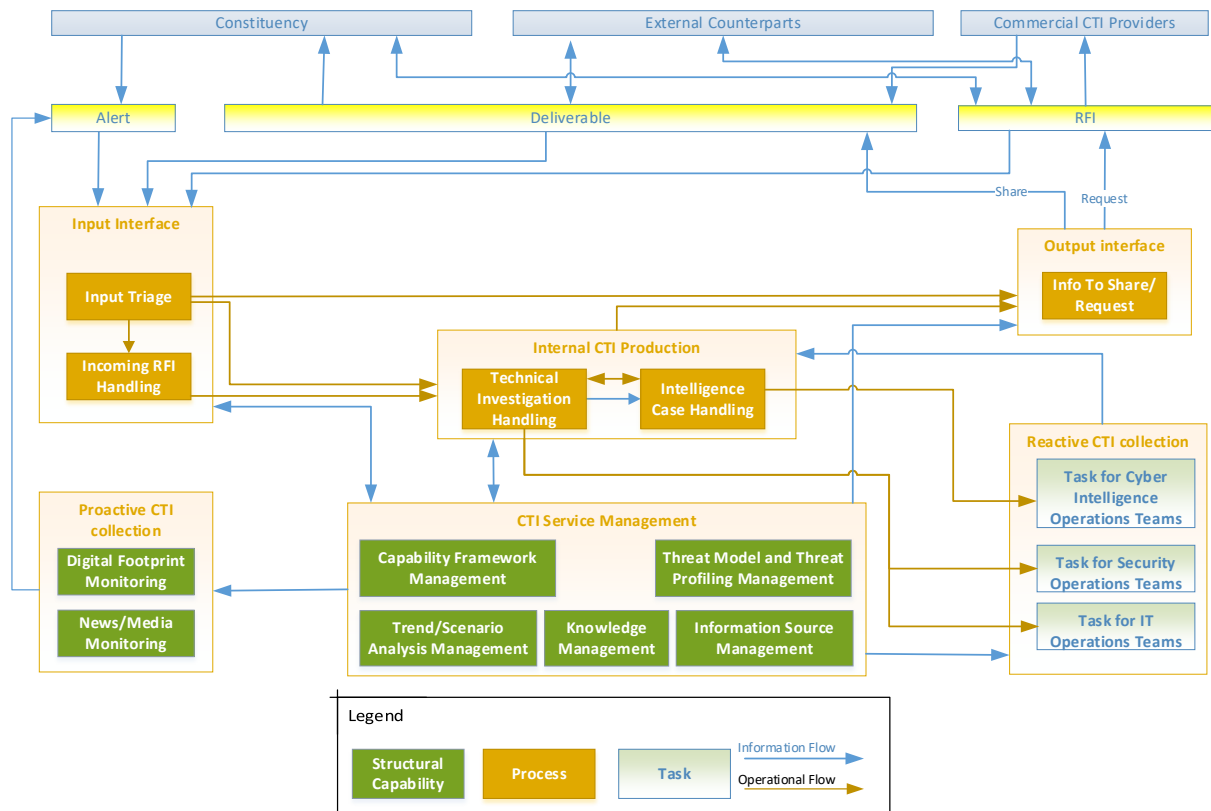 Constituency
External Counterparts
Commercial CTI Providers
Alert
Deliverable
RFI
Share
Request
Input Interface
Input Triage
Incoming RFI
Handling
Output interface
Info To Share/
Request
Internal CTI Production
Technical
Investigation
Handling
Intelligence
Case Handling
Reactive CTI collection
Task for Cyber
Intelligence
Operations Teams
Task for Security
Operations Teams
Task for IT
Operations Teams
Proactive CTI
collection
Digital Footprint
Monitoring
News/Media
Monitoring
CTI Service Management
Capability Framework
Management
Threat Model and Threat
Profiling Management
Trend/Scenario
Analysis Management
Knowledge
Management
Information Source
Management
Legend
Structural
Capability
Process
Task
Information Flow
Operational Flow